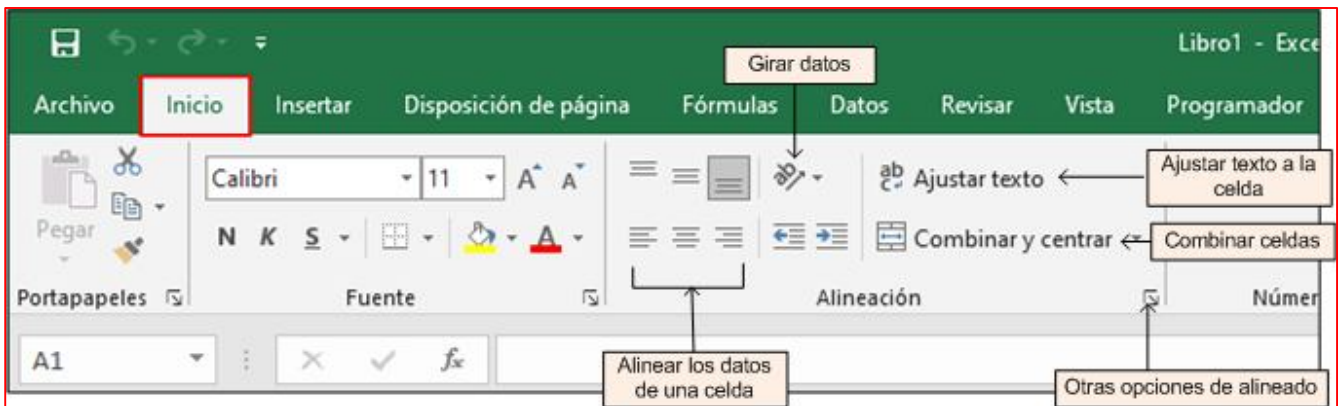 Libro1 - Exce
Girar datos
Archivo Inicio Insertar Disposición de página Fórmulas Datos Revisar Vista Programador
Calibri 11 A A ab Ajustar texto
Ajustar texto a la
celda
Pegar N K S A Combinar y centrar
Combinar celdas
Portapapeles Fuente Alineación Númer
A1 fx
Alinear los datos
de una celda
Otras opciones de alineado